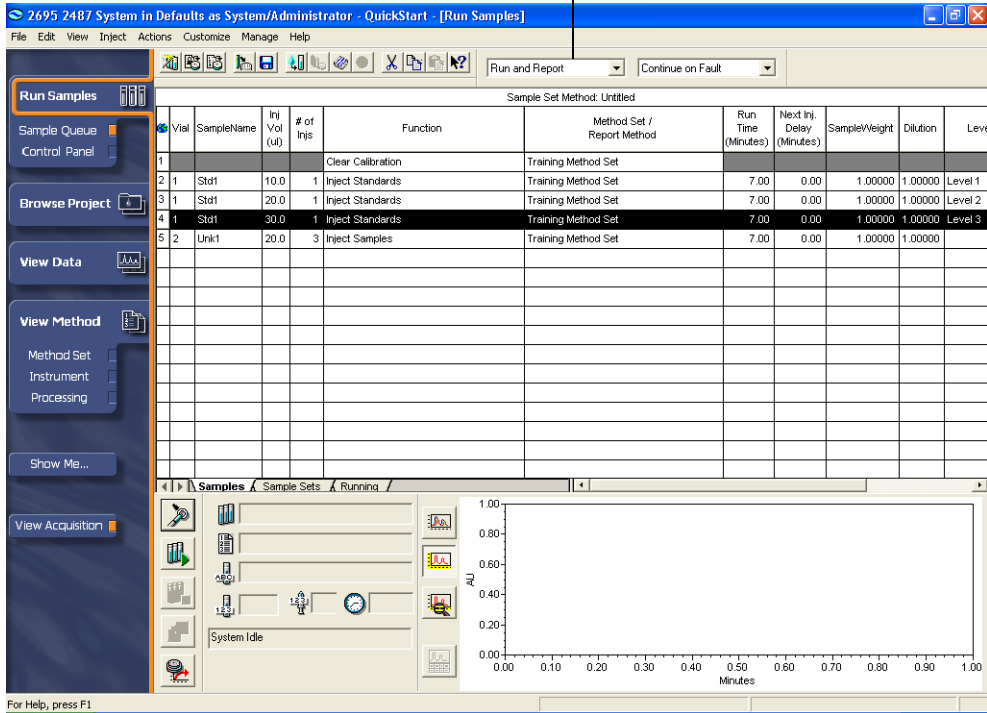 2695 2487 System in Defaults as System/Administrator - QuickStart - [Run Samples]
File Edit View Inject Actions Customize Manage Help
Run and Report
Continue on Fault
Run Samples
Sample Queue
Control Panel
Browse Project
View Data
View Method
Method Set
Instrument
Processing
Show Me...
View Acquisition
Sample Set Method: Untitled
Vial SampleName Inj Vol (ul) # of Injs Function Method Set / Report Method Run Time (Minutes) Next Inj. Delay (Minutes) SampleWeight Dilution Leve
1 Clear Calibration Training Method Set
2 1 Std1 10.0 1 Inject Standards Training Method Set 7.00 0.00 1.00000 1.00000 Level 1
3 1 Std1 20.0 1 Inject Standards Training Method Set 7.00 0.00 1.00000 1.00000 Level 2
4 1 Std1 30.0 1 Inject Standards Training Method Set 7.00 0.00 1.00000 1.00000 Level 3
5 2 Unk1 20.0 3 Inject Samples Training Method Set 7.00 0.00 1.00000 1.00000
Samples Sample Sets Running
ABC
123
123
System Idle
AU
1.00
0.80
0.60
0.40
0.20
0.00
0.00 0.10 0.20 0.30 0.40 0.50 0.60 0.70 0.80 0.90 1.00
Minutes
For Help, press F1